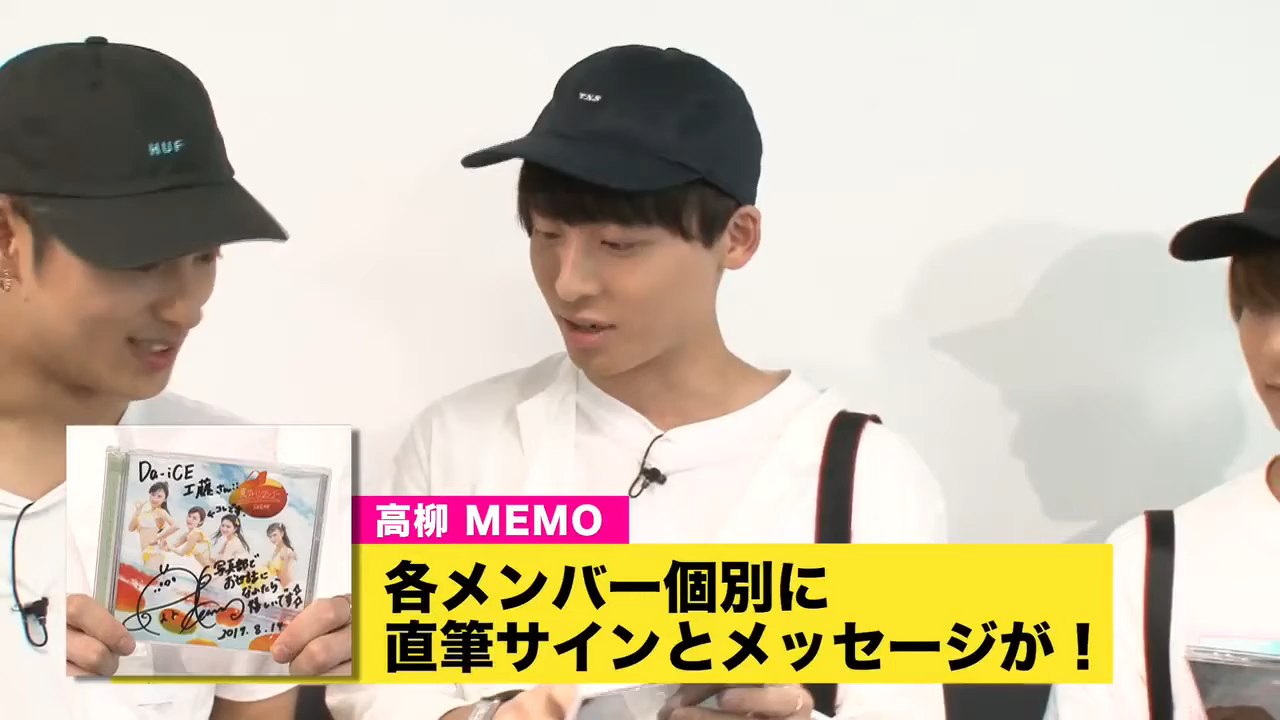 HUF
Da-iCE
工藤さん::
高柳 MEMO
各メンバー個別に
直筆サインとメッセージが！
写真部で
お世話に
なよたら
2017.8.19